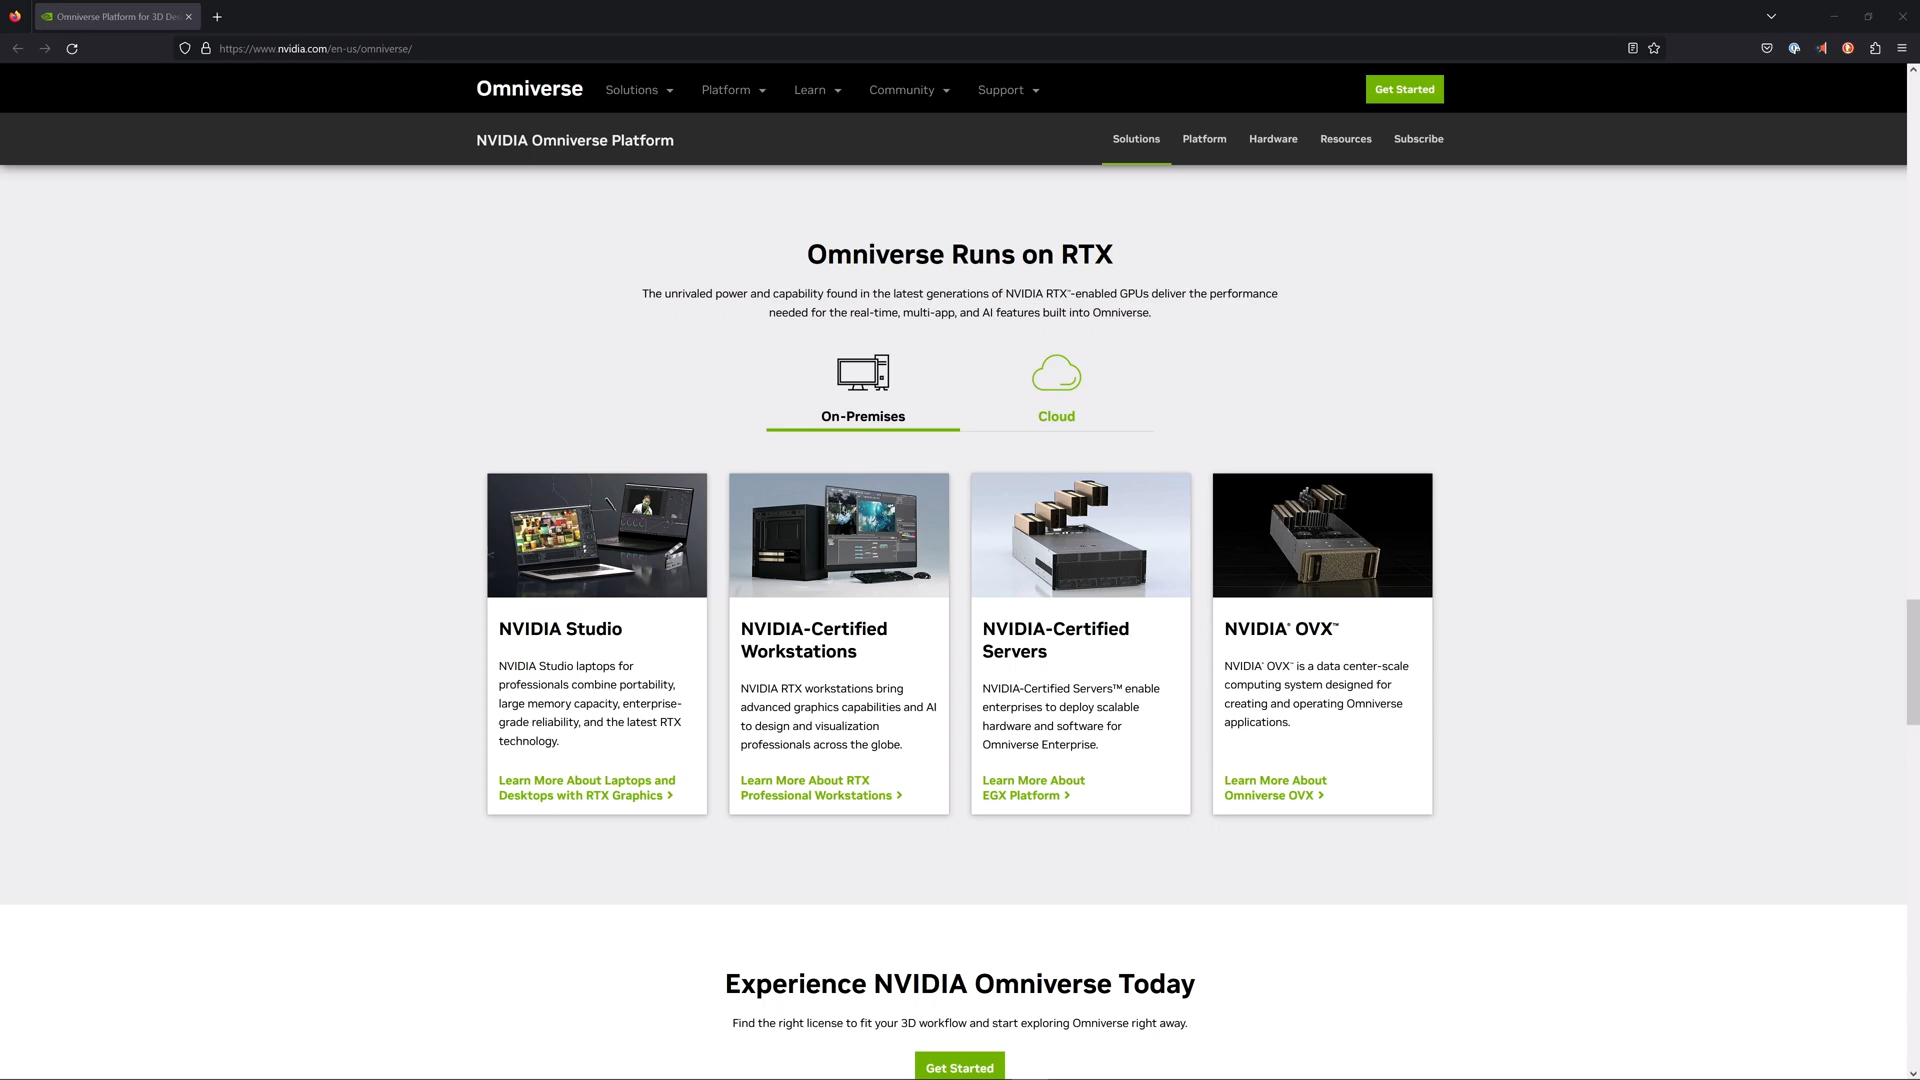 Omniverse Platform for 3D Des
https://www.nvidia.com/en-us/omniverse/
Omniverse
Solutions
Platform
Learn
Community
Support
Get Started
NVIDIA Omniverse Platform
Solutions
Platform
Hardware
Resources
Subscribe
Omniverse Runs on RTX
The unrivaled power and capability found in the latest generations of NVIDIA RTX™-enabled GPUs deliver the performance
needed for the real-time, multi-app, and AI features built into Omniverse.
On-Premises
Cloud
NVIDIA Studio
NVIDIA Studio laptops for
professionals combine portability,
large memory capacity, enterprise-
grade reliability, and the latest RTX
technology.
Learn More About Laptops and
Desktops with RTX Graphics >
NVIDIA-Certified
Workstations
NVIDIA RTX workstations bring
advanced graphics capabilities and AI
to design and visualization
professionals across the globe.
Learn More About RTX
Professional Workstations >
NVIDIA-Certified
Servers
NVIDIA-Certified Servers™ enable
enterprises to deploy scalable
hardware and software for
Omniverse Enterprise.
Learn More About
EGX Platform >
NVIDIA® OVX™
NVIDIA® OVX™ is a data center-scale
computing system designed for
creating and operating Omniverse
applications.
Learn More About
Omniverse OVX >
Experience NVIDIA Omniverse Today
Find the right license to fit your 3D workflow and start exploring Omniverse right away.
Get Started